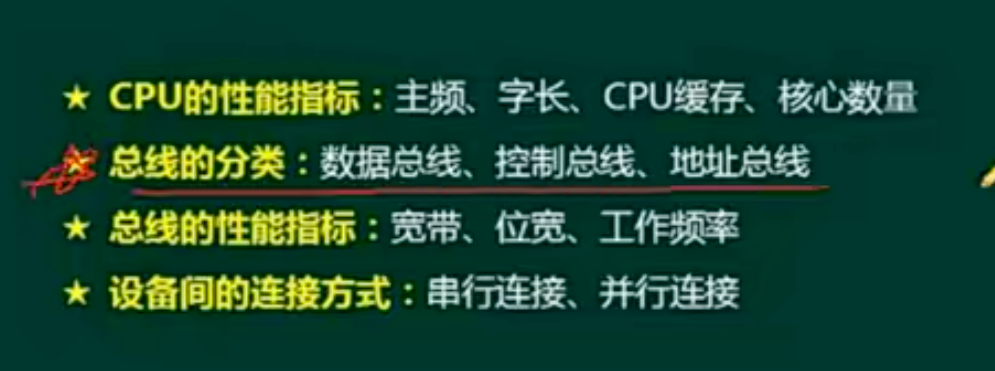 ★ CPU的性能指标：主频、字长、CPU缓存、核心数量
★ 总线的分类：数据总线、控制总线、地址总线
★ 总线的性能指标：宽带、位宽、工作频率
★ 设备间的连接方式：串行连接、并行连接